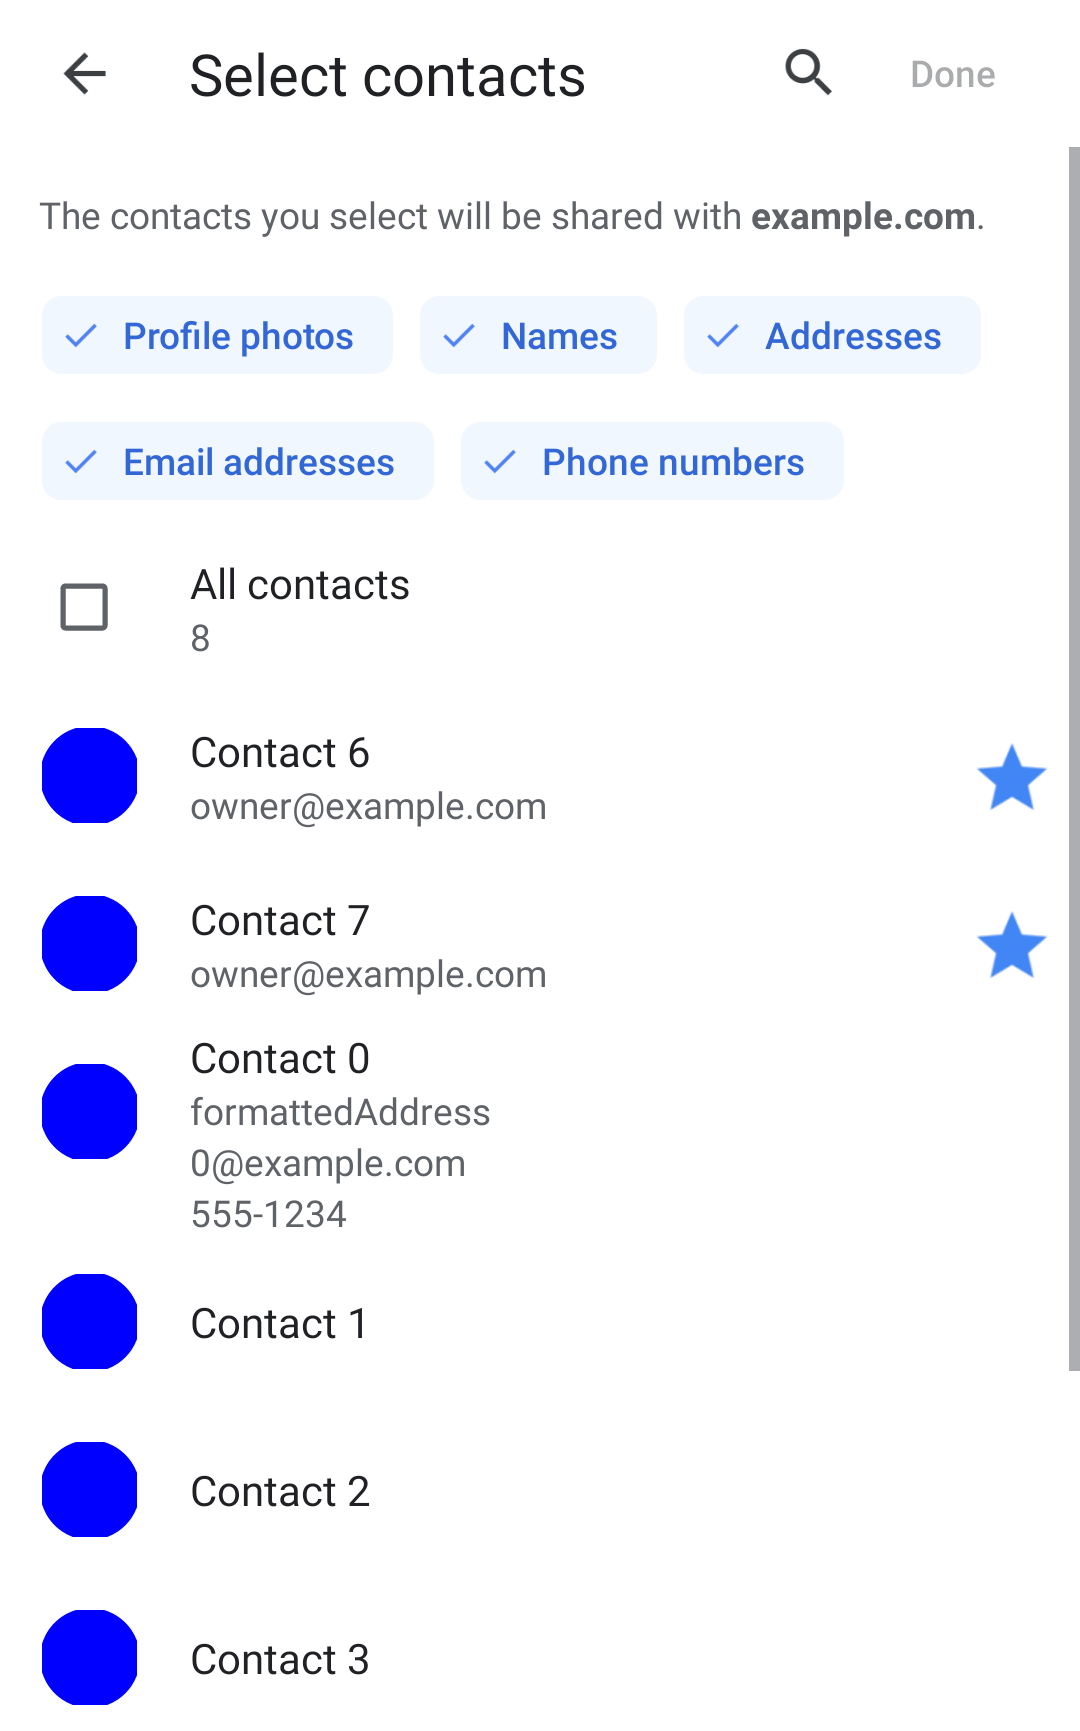 Select contacts
Done
The contacts you select will be shared with example.com.
Profile photos
Names
Addresses
Email addresses
Phone numbers
All contacts
8
Contact 6
owner@example.com
Contact 7
owner@example.com
Contact 0
formattedAddress
0@example.com
555-1234
Contact 1
Contact 2
Contact 3